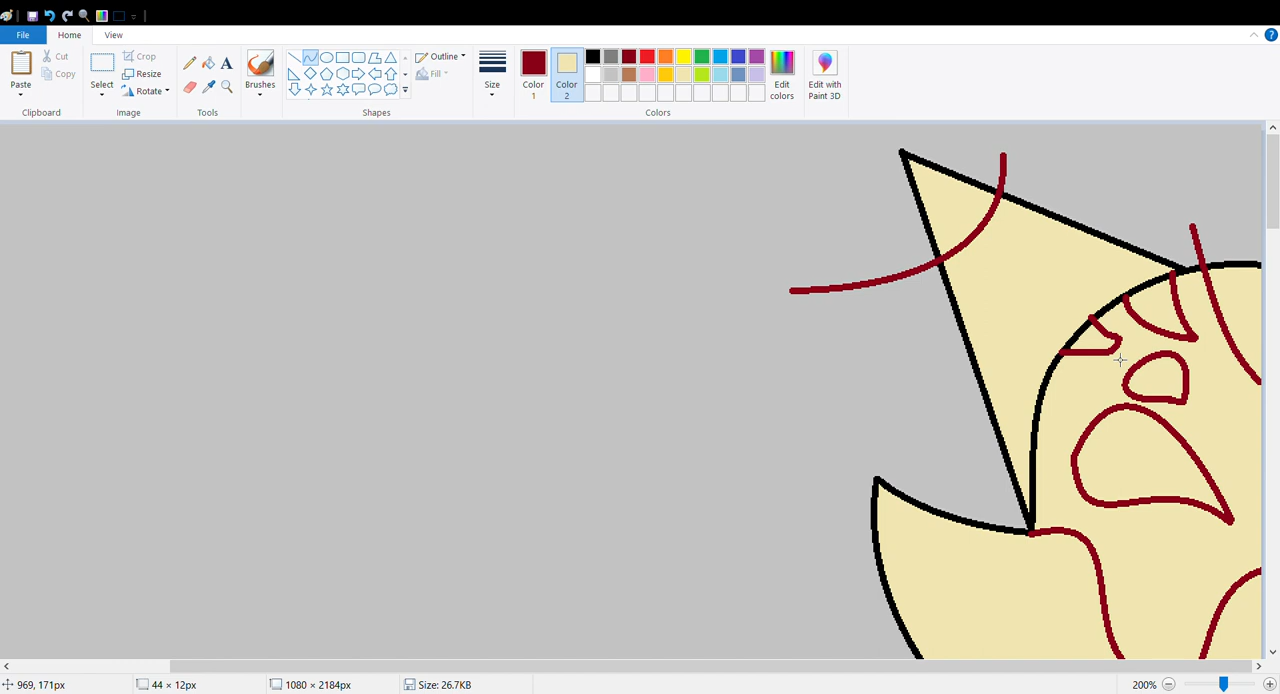 File Home View
Paste
Cut
Copy
Clipboard
Select
Crop
Resize
Rotate
Image
A
Tools
Brushes
Outline
Fill
Shapes
Size
Color 1
Color 2
Edit colors
Colors
Edit with Paint 3D
?
969, 171px 44 × 12px 1080 × 2184px Size: 26.7KB 200%